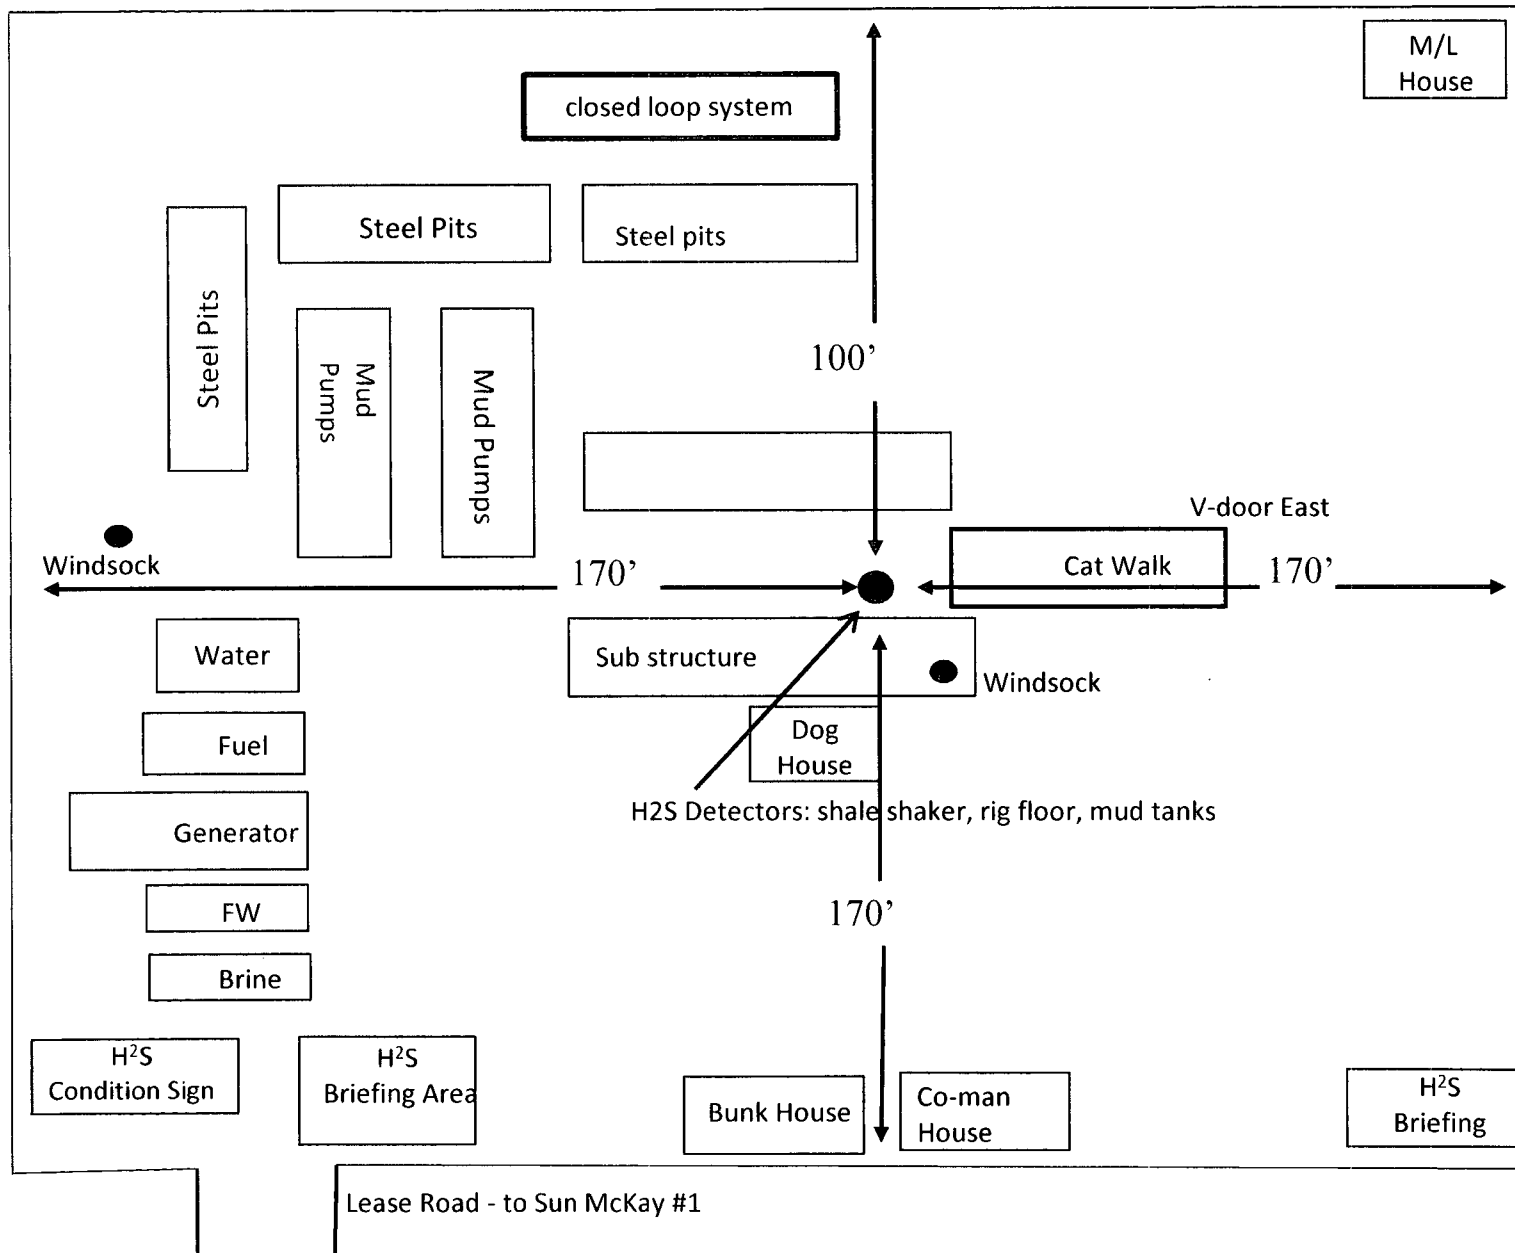 M/L
House
closed loop system
Steel Pits
Steel pits
Steel Pits
Mud
Pumps
Mud Pumps
100’
V-door East
Windsock
170’
Cat Walk
170’
Water
Sub structure
Windsock
Fuel
Dog
House
H2S Detectors: shale shaker, rig floor, mud tanks
Generator
FW
170’
Brine
H²S
Condition Sign
H²S
Briefing Area
Bunk House
Co-man
House
H²S
Briefing
Lease Road - to Sun McKay #1